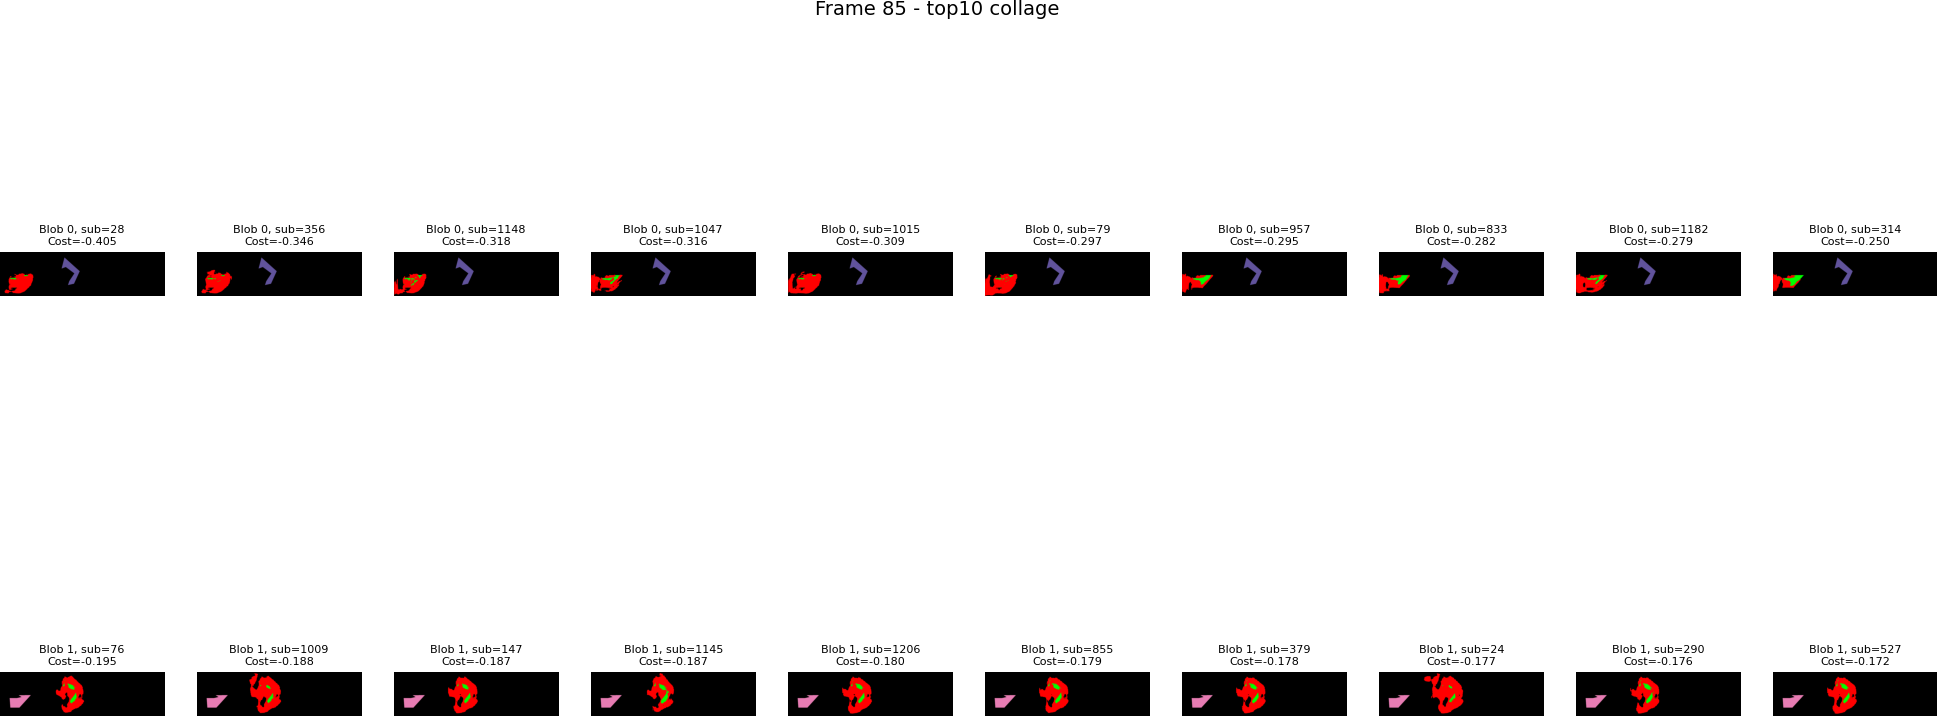 Frame 85 - top10 collage
Blob 0, sub=28
Cost=-0.405
Blob 0, sub=356
Cost=-0.346
Blob 0, sub=1148
Cost=-0.318
Blob 0, sub=1047
Cost=-0.316
Blob 0, sub=1015
Cost=-0.309
Blob 0, sub=79
Cost=-0.297
Blob 0, sub=957
Cost=-0.295
Blob 0, sub=833
Cost=-0.282
Blob 0, sub=1182
Cost=-0.279
Blob 0, sub=314
Cost=-0.250
Blob 1, sub=76
Cost=-0.195
Blob 1, sub=1009
Cost=-0.188
Blob 1, sub=147
Cost=-0.187
Blob 1, sub=1145
Cost=-0.187
Blob 1, sub=1206
Cost=-0.180
Blob 1, sub=855
Cost=-0.179
Blob 1, sub=379
Cost=-0.178
Blob 1, sub=24
Cost=-0.177
Blob 1, sub=290
Cost=-0.176
Blob 1, sub=527
Cost=-0.172